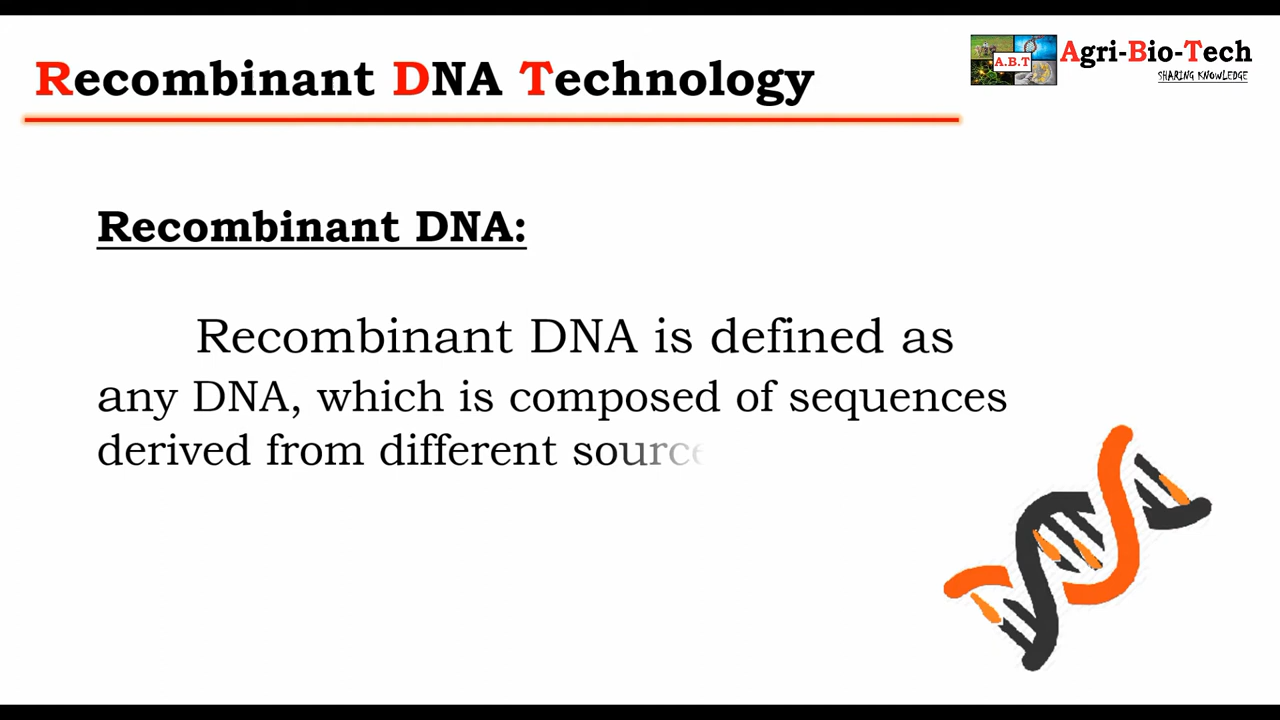 Recombinant DNA Technology
A.B.T
Agri-Bio-Tech
SHARING KNOWLEDGE
Recombinant DNA:
Recombinant DNA is defined as
any DNA, which is composed of sequences
derived from different source